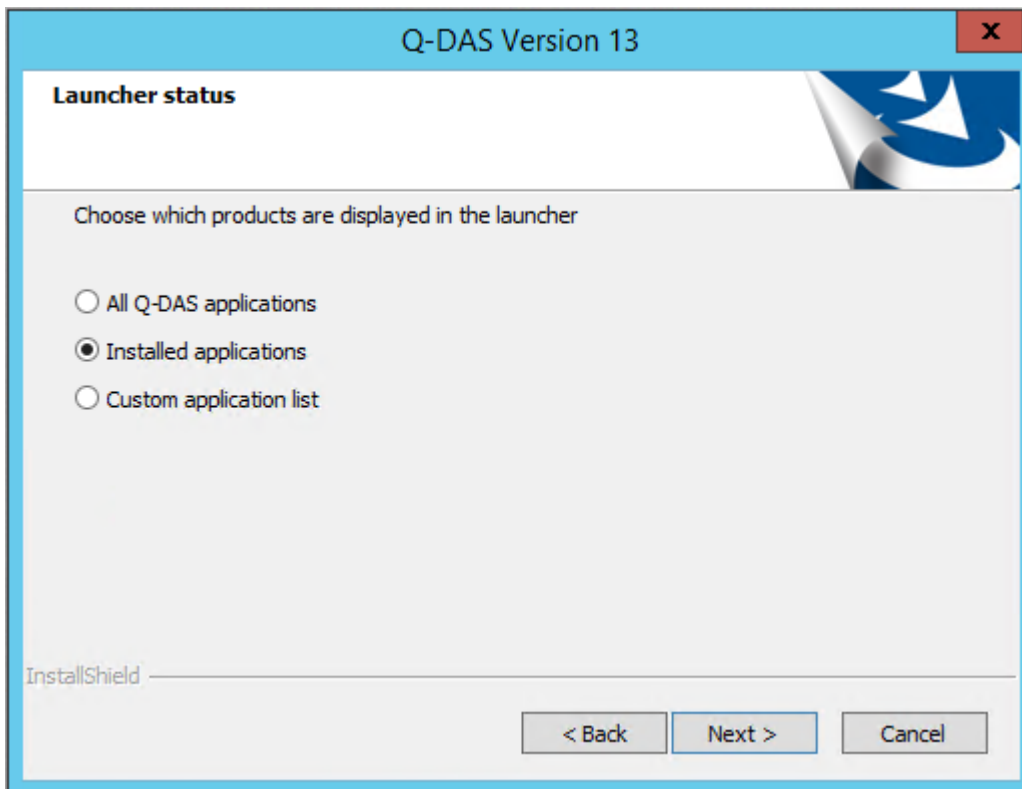 Q-DAS Version 13
x
Launcher status
Choose which products are displayed in the launcher
All Q-DAS applications
Installed applications
Custom application list
InstallShield
< Back
Next >
Cancel